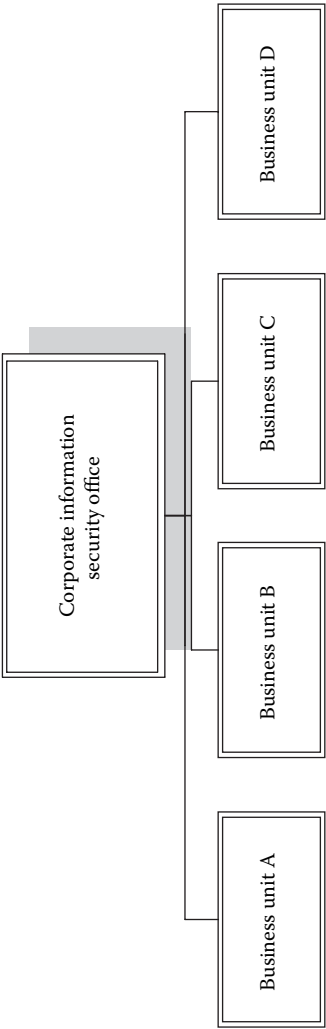 Corporate information
security office
Business unit A
Business unit B
Business unit C
Business unit D